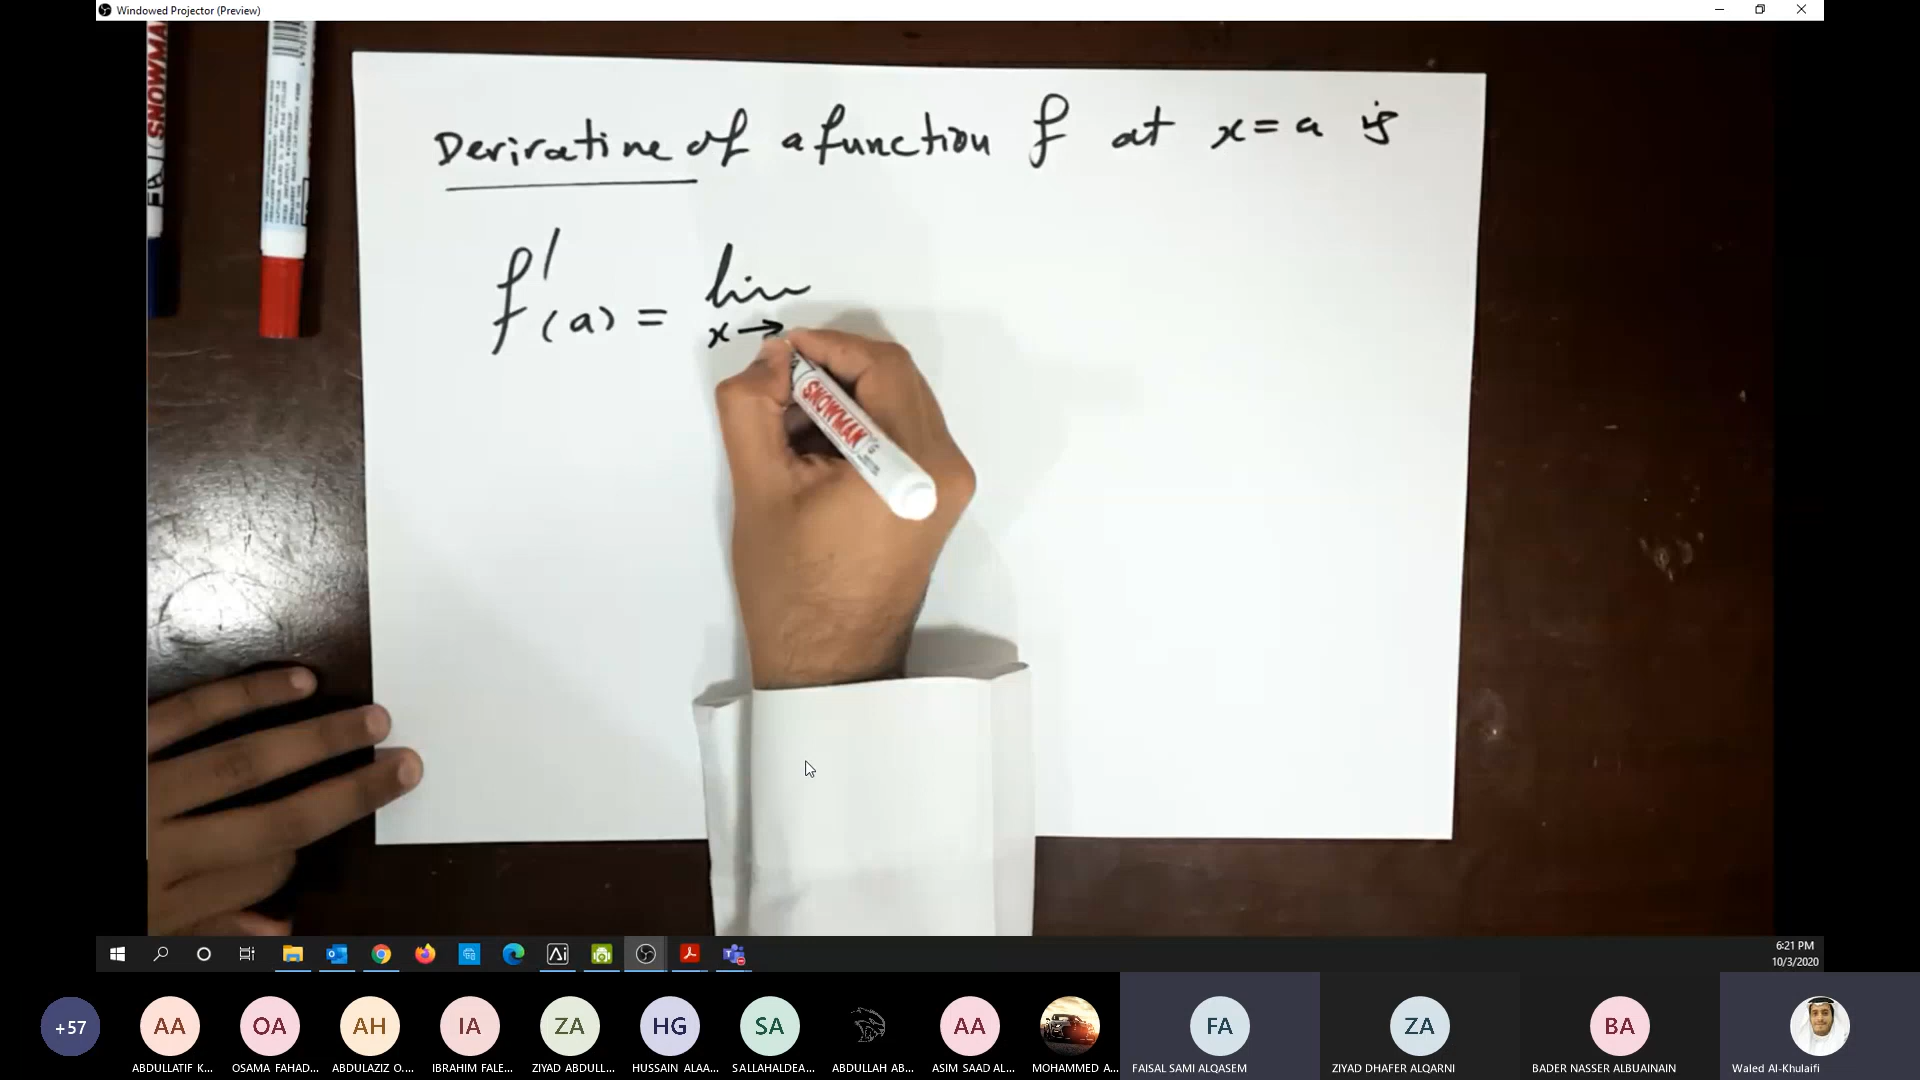 Windowed Projector (Preview)
SNOWMA
Derivative of a function f at x=a is
f'(a) = lim
x→
SNOWMAN
6:21 PM
10/3/2020
+57
AA
OA
AH
IA
ZA
HG
SA
AA
FA
ZA
BA
ABDULLATIF K...
OSAMA FAHAD...
ABDULAZIZ O....
IBRAHIM FALE...
ZIYAD ABDULL...
HUSSAIN ALAA...
SALLAHALDEA...
ABDULLAH AB...
ASIM SAAD AL...
MOHAMMED A...
FAISAL SAMI ALQASEM
ZIYAD DHAFER ALQARNI
BADER NASSER ALBUAINAIN
Waled Al-Khulaifi